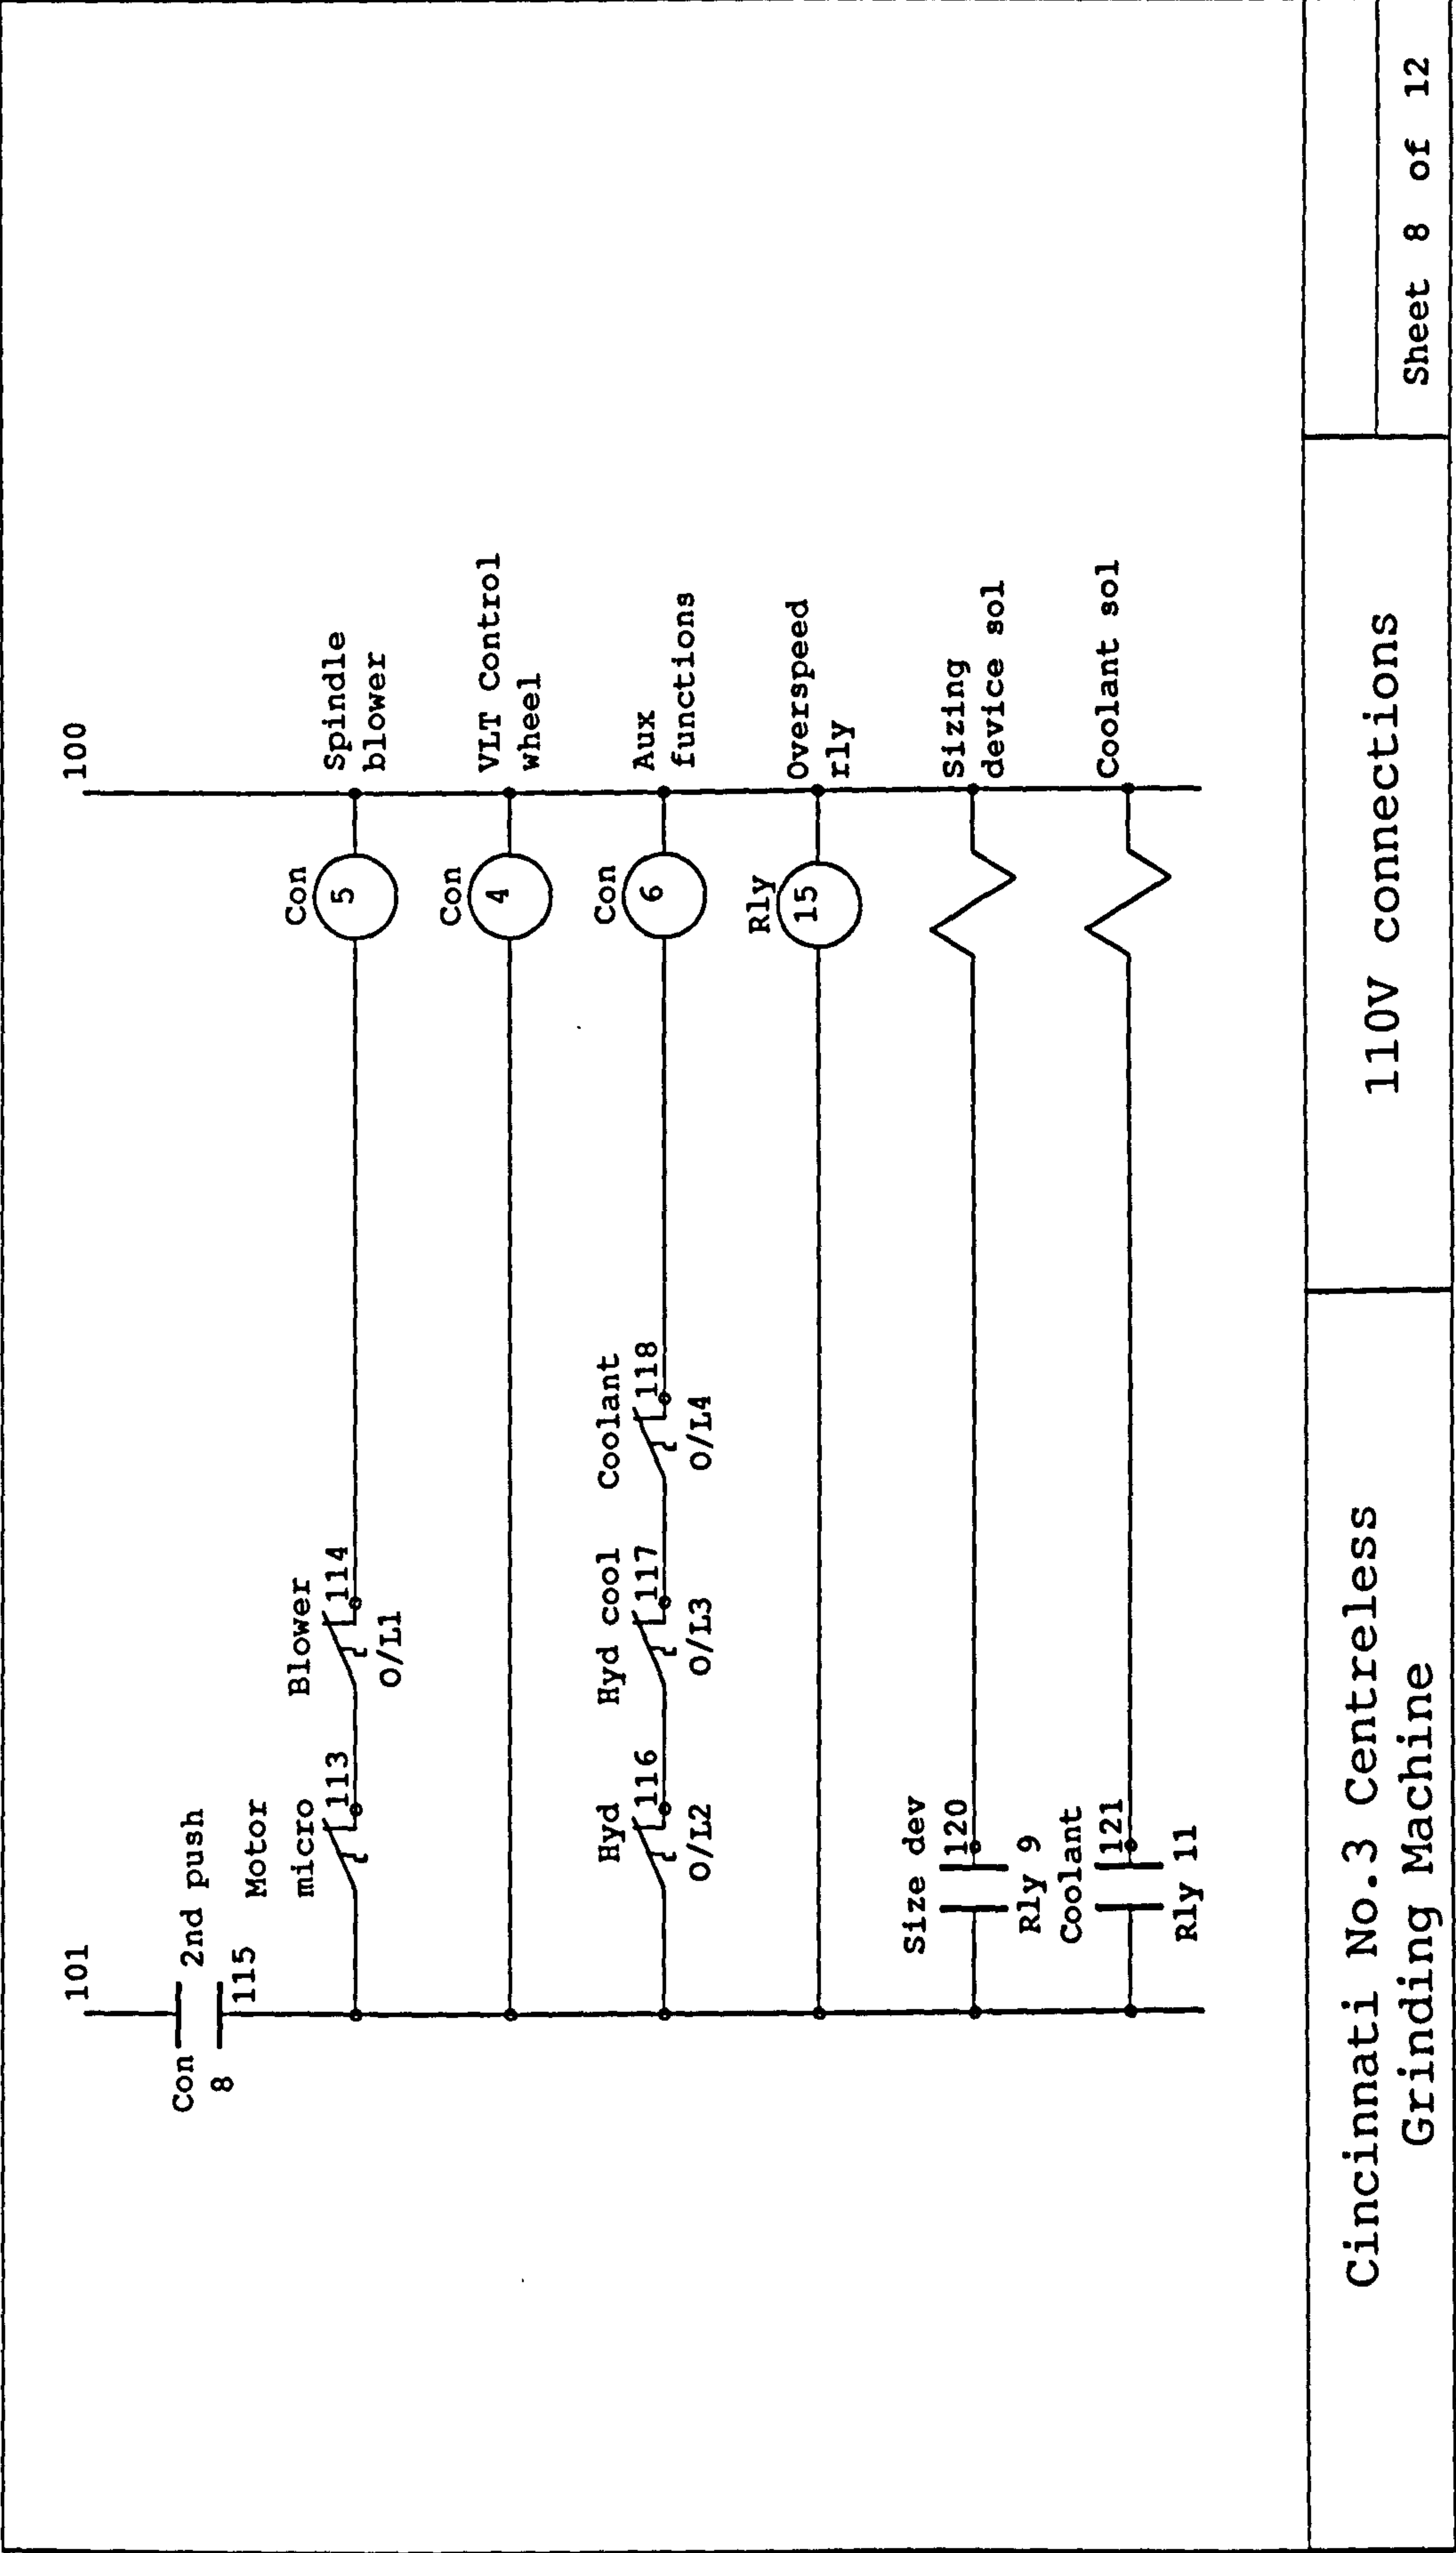 101
100
Con
8
2nd push
115
Motor
micro
113
Blower
114
O/L1
Con
5
Spindle
blower
Con
4
VLT Control
wheel
Hyd
116
O/L2
Hyd cool
117
O/L3
Coolant
118
O/L4
Con
6
Aux
functions
Rly
15
Overspeed
rly
Size dev
120
Rly 9
Sizing
device sol
Coolant
121
Rly 11
Coolant sol
Cincinnati No.3 Centreless
Grinding Machine
110V connections
Sheet 8 of 12